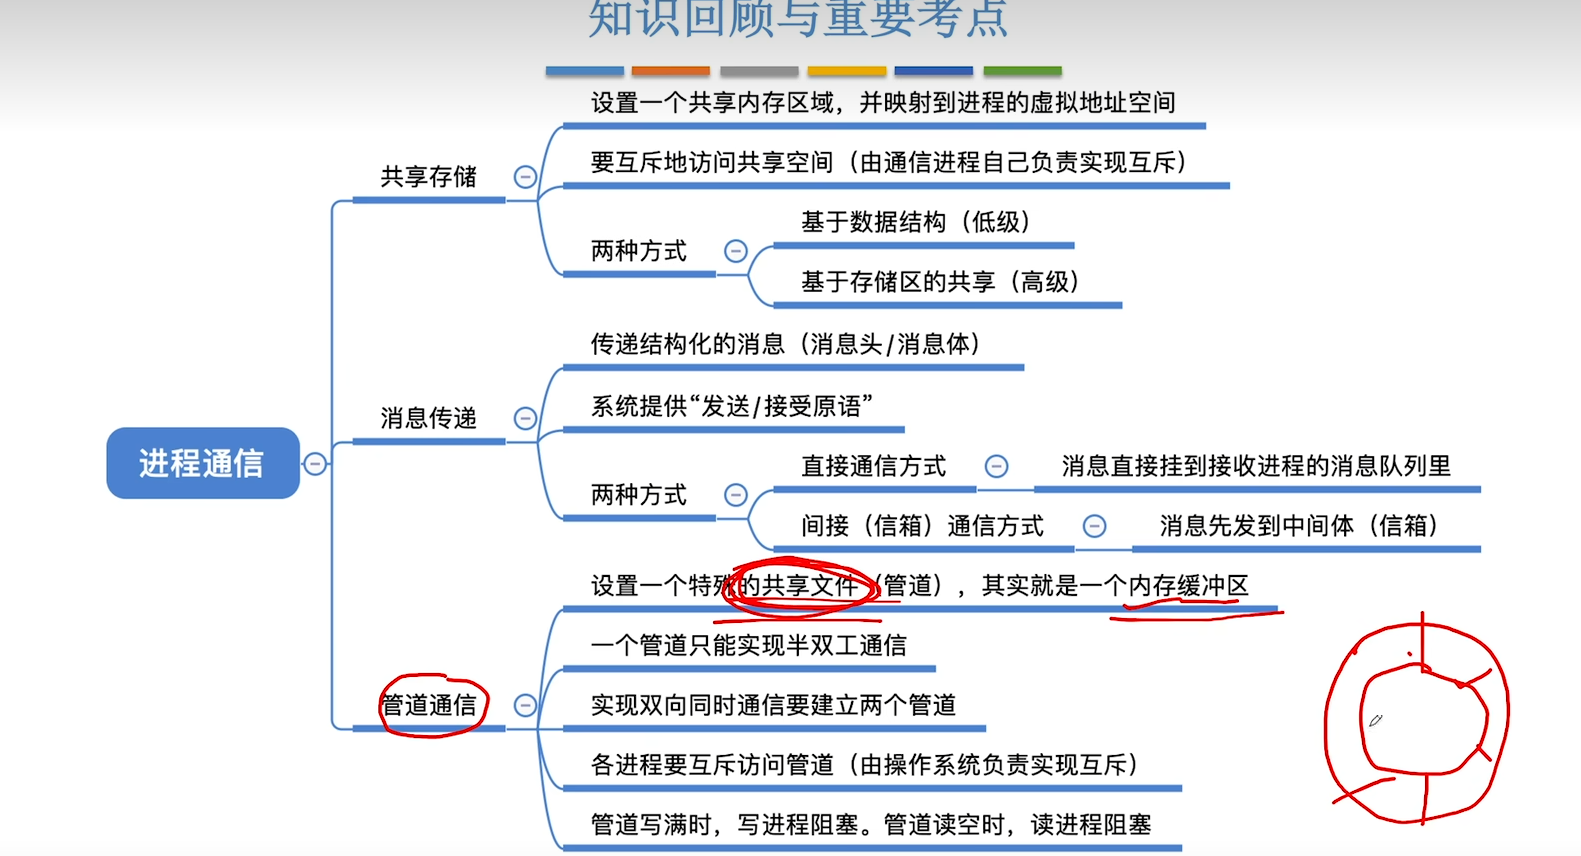 知识回顾与重要考点
进程通信
共享存储
设置一个共享内存区域，并映射到进程的虚拟地址空间
要互斥地访问共享空间（由通信进程自己负责实现互斥）
两种方式
基于数据结构（低级）
基于存储区的共享（高级）
消息传递
传递结构化的消息（消息头/消息体）
系统提供“发送/接受原语”
两种方式
直接通信方式
消息直接挂到接收进程的消息队列里
间接（信箱）通信方式
消息先发到中间体（信箱）
管道通信
设置一个特殊的共享文件（管道），其实就是一个内存缓冲区
一个管道只能实现半双工通信
实现双向同时通信要建立两个管道
各进程要互斥访问管道（由操作系统负责实现互斥）
管道写满时，写进程阻塞。管道读空时，读进程阻塞